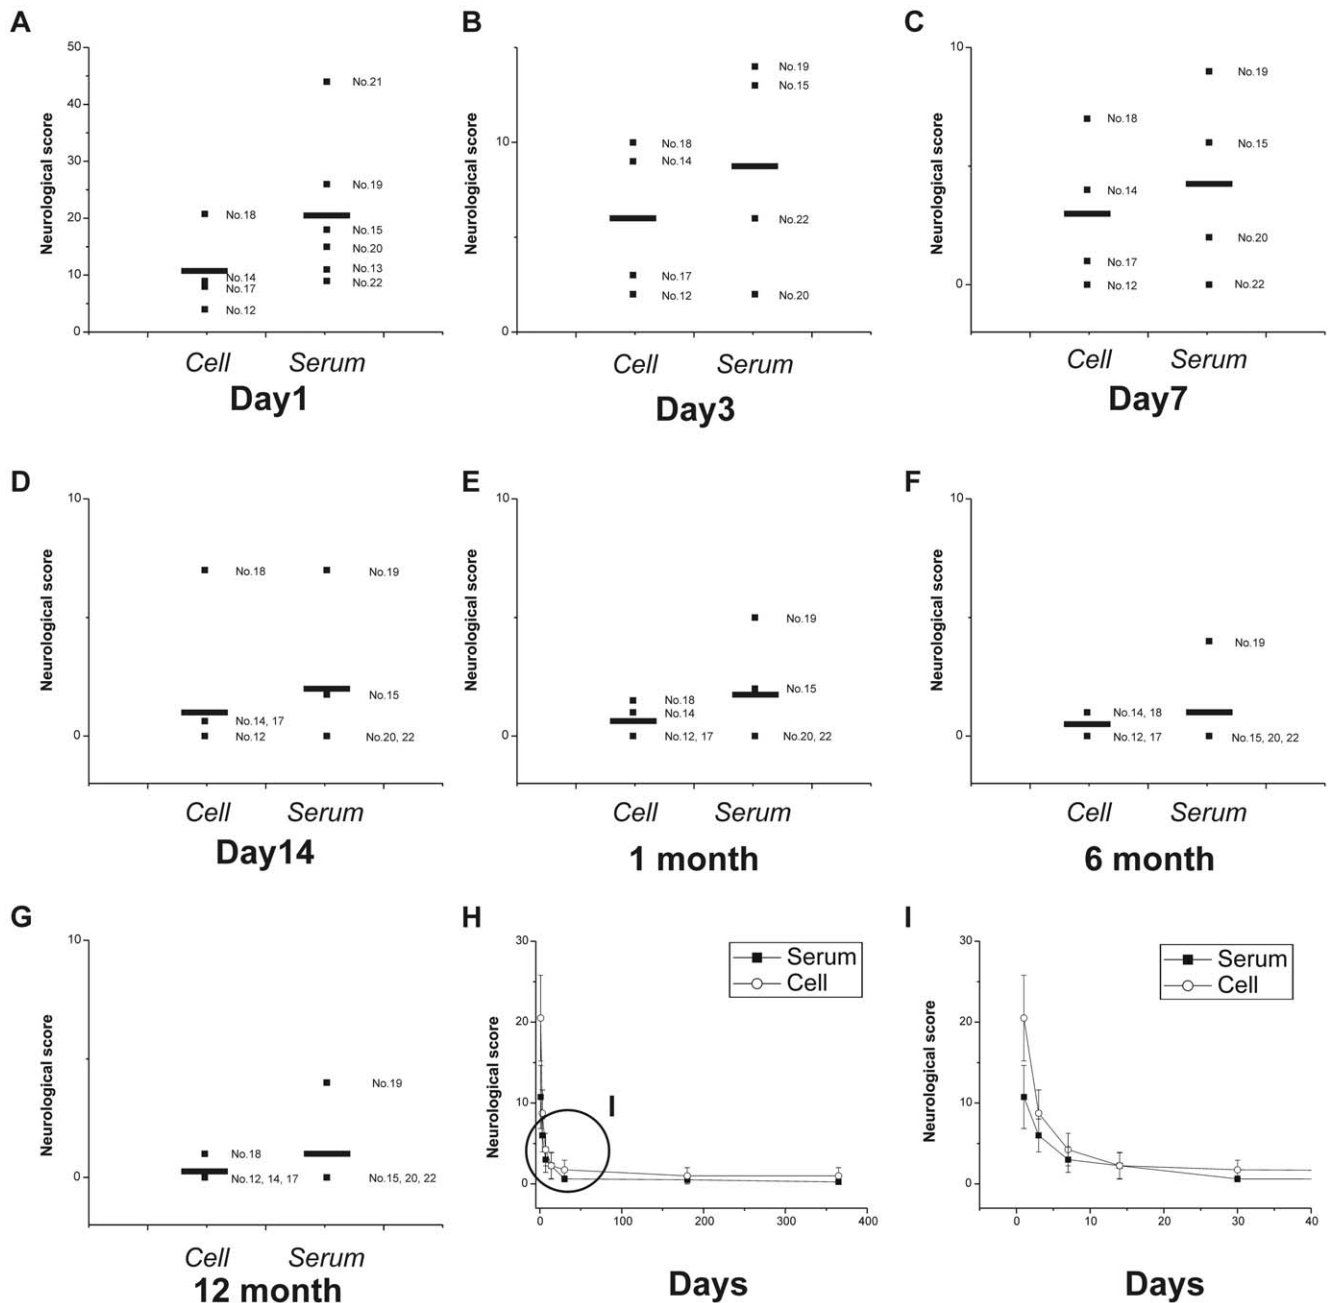 A
Neurological score
50
40
30
20
10
0
No.21
No.19
No.18
No.15
No.20
No.14
No.13
No.17
No.22
No.12
Cell Serum
Day1
B
Neurological score
10
0
No.19
No.15
No.18
No.14
No.22
No.17
No.12
No.20
Cell Serum
Day3
C
Neurological score
10
0
No.19
No.18
No.15
No.14
No.20
No.17
No.12
No.22
Cell Serum
Day7
D
Neurological score
10
0
No.18
No.19
No.15
No.14, 17
No.12
No.20, 22
Cell Serum
Day14
E
Neurological score
10
0
No.19
No.18
No.15
No.14
No.12, 17
No.20, 22
Cell Serum
1 month
F
Neurological score
10
0
No.19
No.14, 18
No.12, 17
No.15, 20, 22
Cell Serum
6 month
G
Neurological score
10
0
No.19
No.18
No.12, 14, 17
No.15, 20, 22
Cell Serum
12 month
H
Neurological score
30
20
10
0
Serum
Cell
I
0 100 200 300 400
Days
I
Neurological score
30
20
10
0
Serum
Cell
0 10 20 30 40
Days